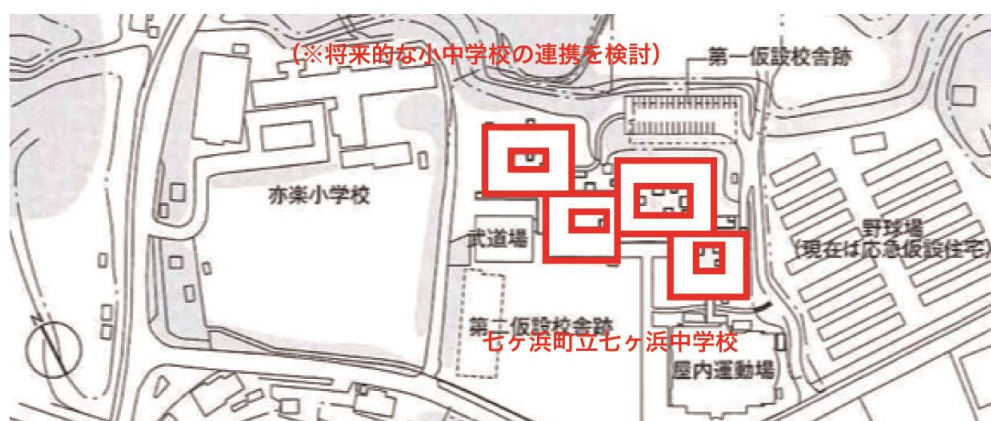 (※将来的な小中学校の連携を検討)
第一仮設校舎跡
亦楽小学校
武道場
野球場
(現在は応急仮設住宅)
第二仮設校舎跡
七ヶ浜町立七ヶ浜中学校
屋内運動場
N